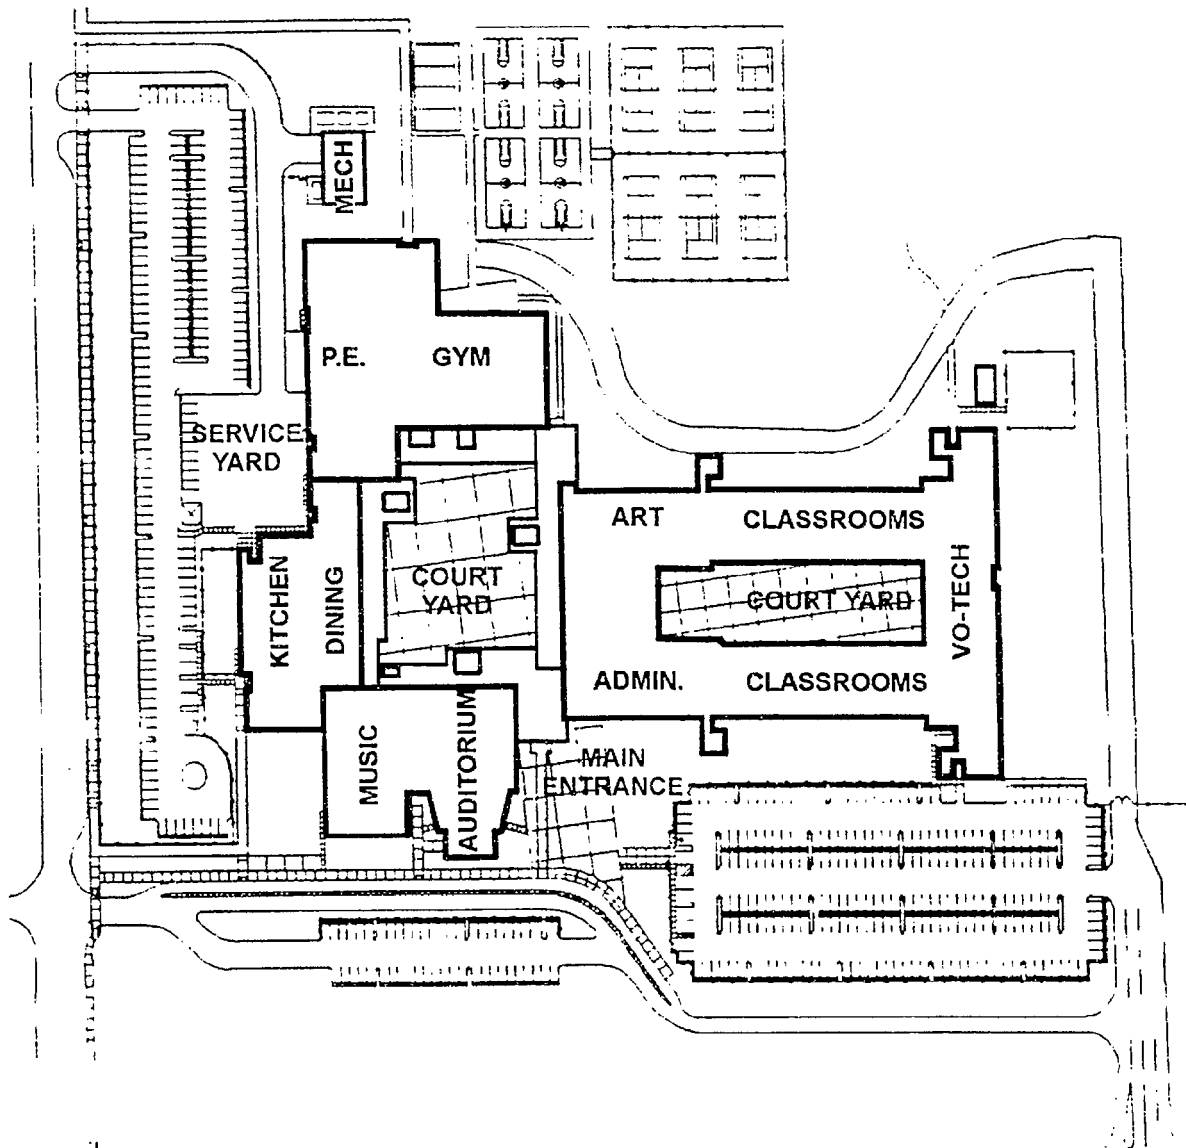 MECH
P.E.
GYM
SERVICE
YARD
ART
CLASSROOMS
KITCHEN
DINING
COURT
YARD
COURT YARD
VO-TECH
ADMIN.
CLASSROOMS
MUSIC
AUDITORIUM
MAIN
ENTRANCE